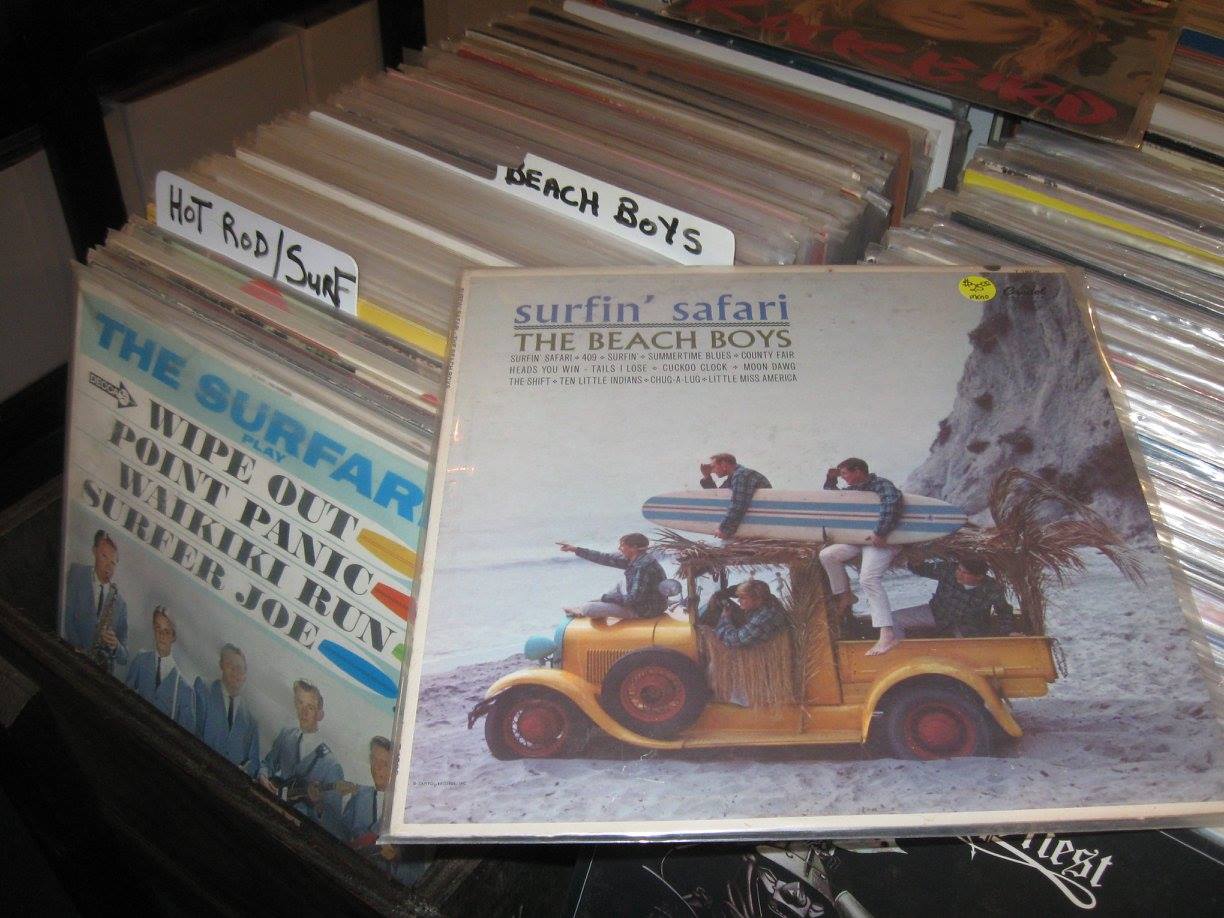 HOT ROD/SURF
BEACH BOYS
THE SURFAR
PLAY
DECCA
WIPE OUT
POINT PANIC
WAIKIKI RUN
SURFER JOE
surfin' safari
THE BEACH BOYS
SURFIN' SAFARI • 409 • SURFIN' • SUMMERTIME BLUES • COUNTY FAIR
HEADS YOU WIN - TAILS I LOSE • CUCKOO CLOCK • MOON DAWG
THE SHIFT • TEN LITTLE INDIANS • CHUG-A-LUG • LITTLE MISS AMERICA
mono
Capitol
riest